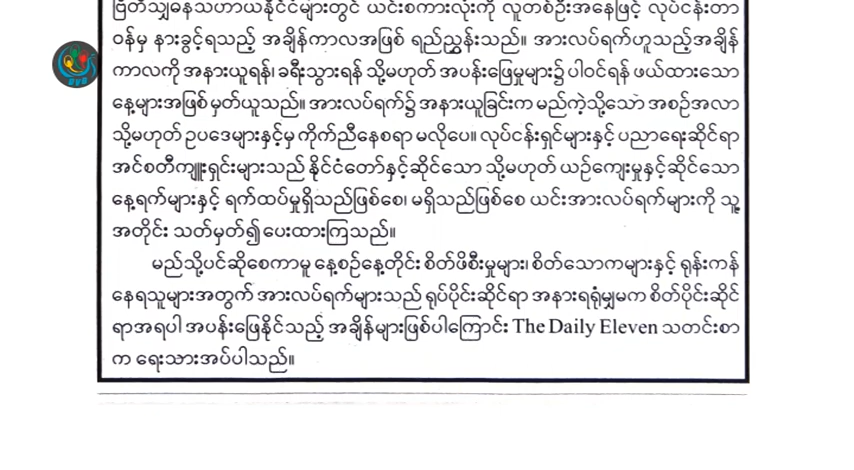 ဗြိတိသျှဓနသဟာယနိုင်ငံများတွင် ယင်းစကားလုံးကို လူတစ်ဦးအနေဖြင့် လုပ်ငန်းတာ
ဝန်မှ နားခွင့်ရသည့် အချိန်ကာလအဖြစ် ရည်ညွှန်းသည်။ အားလပ်ရက်ဟူသည့်အချိန်
ကာလကို အနားယူရန်၊ ခရီးသွားရန် သို့မဟုတ် အပန်းဖြေမှုများ၌ ပါဝင်ရန် ဖယ်ထားသော
နေ့များအဖြစ် မှတ်ယူသည်။ အားလပ်ရက်၌ အနားယူခြင်းက မည်ကဲ့သို့သော အစဉ်အလာ
သို့မဟုတ် ဥပဒေများနှင့်မှ ကိုက်ညီနေစရာ မလိုပေ။ လုပ်ငန်းရှင်များနှင့် ပညာရေးဆိုင်ရာ
အင်စတီကျူးရှင်းများသည် နိုင်ငံတော်နှင့်ဆိုင်သော သို့မဟုတ် ယဉ်ကျေးမှုနှင့်ဆိုင်သော
နေ့ရက်များနှင့် ရက်ထပ်မှုရှိသည်ဖြစ်စေ၊ မရှိသည်ဖြစ်စေ ယင်းအားလပ်ရက်များကို သူ့
အတိုင်း သတ်မှတ်၍ ပေးထားကြသည်။
မည်သို့ပင်ဆိုစေကာမူ နေ့စဉ်နေ့တိုင်း စိတ်ဖိစီးမှုများ၊ စိတ်သောကများနှင့် ရုန်းကန်
နေရသူများအတွက် အားလပ်ရက်များသည် ရုပ်ပိုင်းဆိုင်ရာ အနားရရုံမျှမက စိတ်ပိုင်းဆိုင်
ရာအရပါ အပန်းဖြေနိုင်သည့် အချိန်များဖြစ်ပါကြောင်း The Daily Eleven သတင်းစာ
က ရေးသားအပ်ပါသည်။
DVB